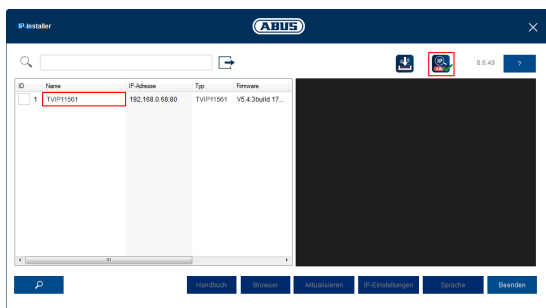 IP-Installer
ABUS
8.6.49
?
ID Name IP-Adresse Typ Firmware
1 TVIP11561 192.168.0.68:80 TVIP11561 V5.4.3build 17...
Handbuch Browser Aktualisieren IP-Einstellungen Sprache Beenden